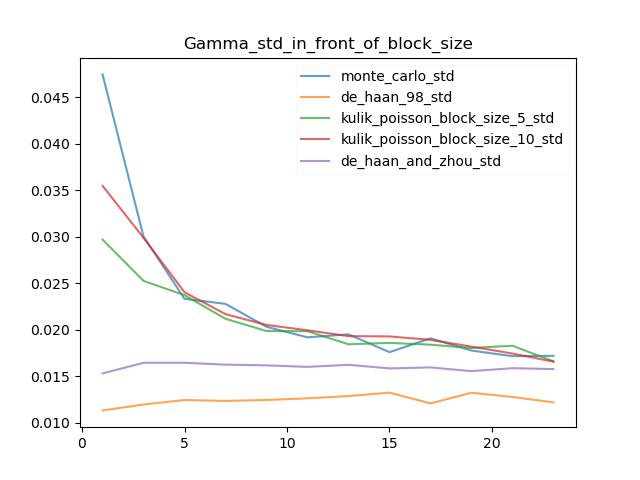 Gamma_std_in_front_of_block_size
monte_carlo_std
de_haan_98_std
kulik_poisson_block_size_5_std
kulik_poisson_block_size_10_std
de_haan_and_zhou_std
0.045
0.040
0.035
0.030
0.025
0.020
0.015
0.010
0 5 10 15 20